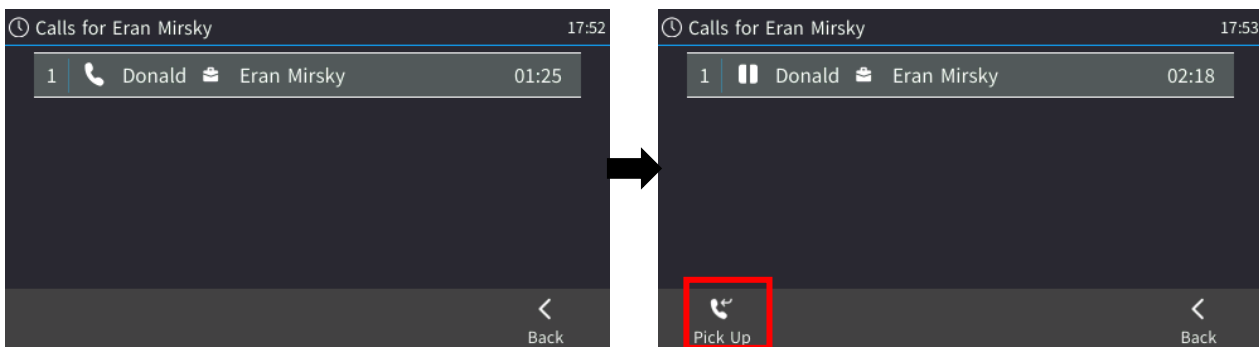 Calls for Eran Mirsky 17:52
1 Donald Eran Mirsky 01:25
Back
Calls for Eran Mirsky 17:53
1 Donald Eran Mirsky 02:18
Pick Up Back